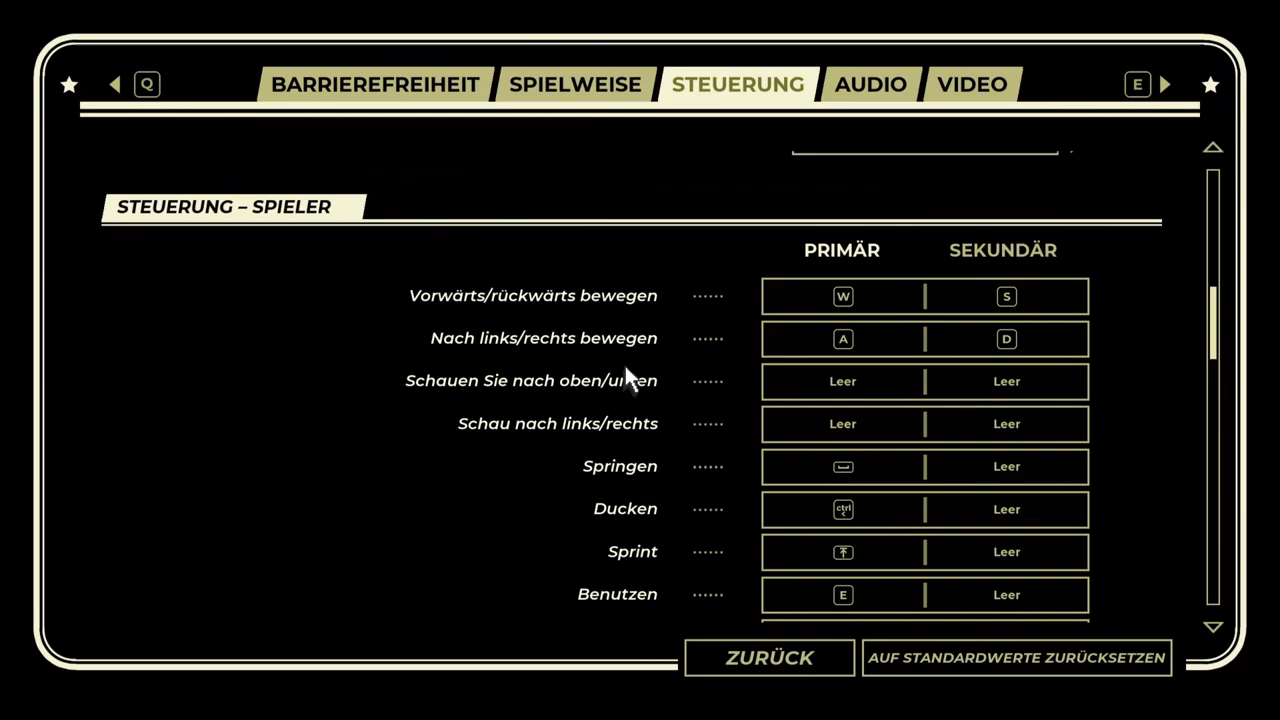 Q BARRIEREFREIHEIT SPIELWEISE STEUERUNG AUDIO VIDEO E
STEUERUNG – SPIELER
PRIMÄR SEKUNDÄR
Vorwärts/rückwärts bewegen ...... W S
Nach links/rechts bewegen ...... A D
Schauen Sie nach oben/unten ...... Leer Leer
Schau nach links/rechts ...... Leer Leer
Springen ...... Leer
Ducken ...... ctrl Leer
Sprint ...... Leer
Benutzen ...... E Leer
ZURÜCK AUF STANDARDWERTE ZURÜCKSETZEN